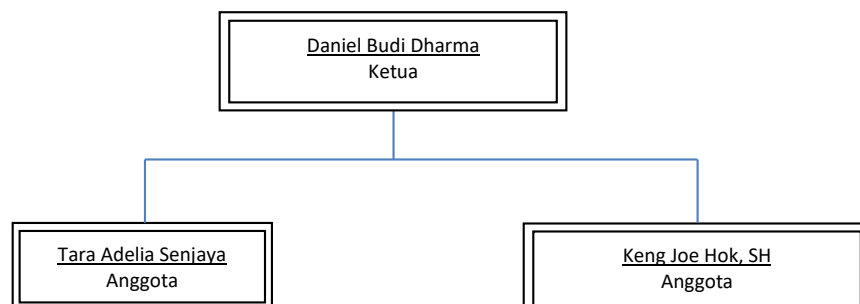 Daniel Budi Dharma
Ketua
Tara Adelia Senjaya
Anggota
Keng Joe Hok, SH
Anggota